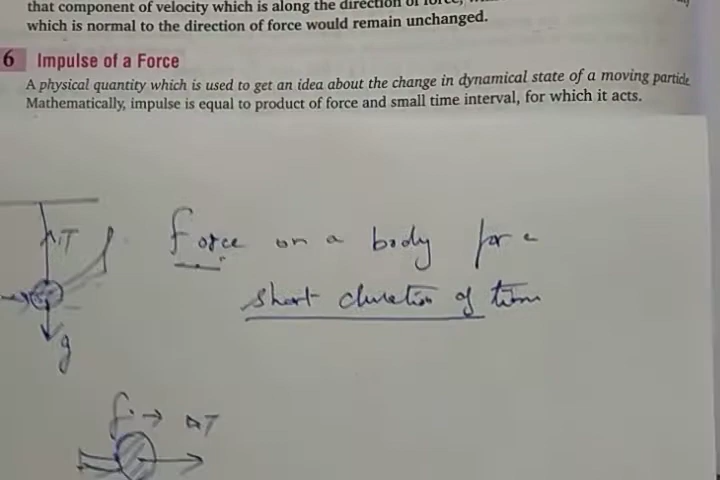 that component of velocity which is along the direction of force,
which is normal to the direction of force would remain unchanged.
6 Impulse of a Force
A physical quantity which is used to get an idea about the change in dynamical state of a moving particle
Mathematically, impulse is equal to product of force and small time interval, for which it acts.
T
force on a body for a
short duration of time
g
f → ΔT